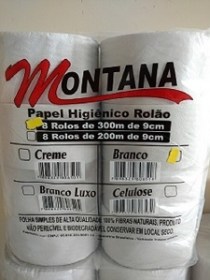 MONTANA
Papel Higiênico Rolão
8 Rolos de 300m de 9cm
8 Rolos de 200m de 9cm
Creme Branco
Branco Luxo Celulose
FOLHA SIMPLES DE ALTA QUALIDADE 100% FIBRAS NATURAIS, PRODUTO
NÃO PERECÍVEL E BIODEGRADÁVEL CONSERVAR EM LOCAL SECO.